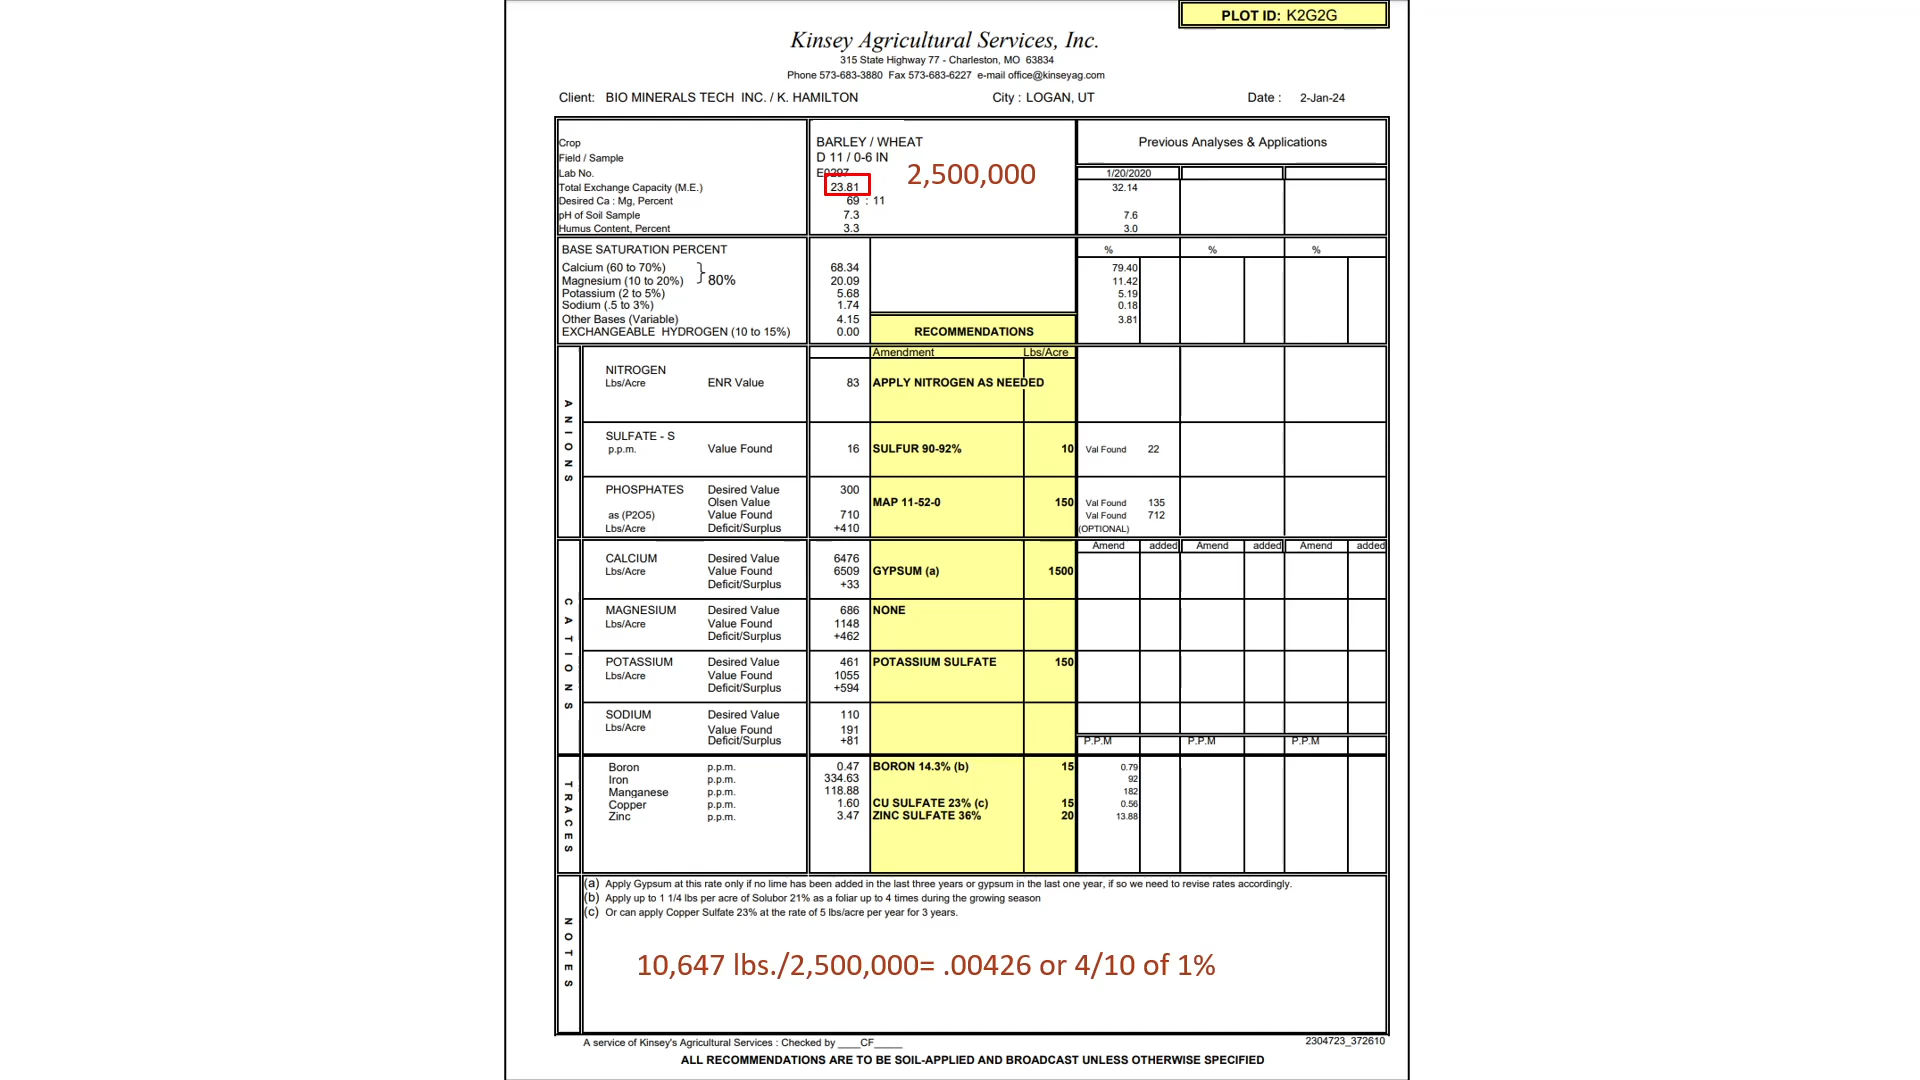 PLOT ID: K2G2G
Kinsey Agricultural Services, Inc.
315 State Highway 77 - Charleston, MO 63834
Phone 573-683-3880 Fax 573-683-6227 e-mail office@kinseyag.com
Client: BIO MINERALS TECH INC. / K. HAMILTON City : LOGAN, UT Date : 2-Jan-24
Crop BARLEY / WHEAT Previous Analyses & Applications
Field / Sample D 11 / 0-6 IN
2,500,000
Lab No. E0297 1/20/2020
Total Exchange Capacity (M.E.) 23.81 32.14
Desired Ca : Mg, Percent 69 : 11
pH of Soil Sample 7.3 7.6
Humus Content, Percent 3.3 3.0
BASE SATURATION PERCENT % % %
Calcium (60 to 70%) 68.34 79.40
} 80%
Magnesium (10 to 20%) 20.09 11.42
Potassium (2 to 5%) 5.68 5.19
Sodium (.5 to 3%) 1.74 0.18
Other Bases (Variable) 4.15 3.81
EXCHANGEABLE HYDROGEN (10 to 15%) 0.00 RECOMMENDATIONS
Amendment Lbs/Acre
ANIONS
NITROGEN
Lbs/Acre ENR Value 83 APPLY NITROGEN AS NEEDED
SULFATE - S
p.p.m. Value Found 16 SULFUR 90-92% 10 Val Found 22
PHOSPHATES Desired Value 300
Olsen Value MAP 11-52-0 150 Val Found 135
as (P2O5) Value Found 710 Val Found 712
Lbs/Acre Deficit/Surplus +410 (OPTIONAL)
Amend added Amend added Amend added
CATIONS
CALCIUM Desired Value 6476
Lbs/Acre Value Found 6509 GYPSUM (a) 1500
Deficit/Surplus +33
MAGNESIUM Desired Value 686 NONE
Lbs/Acre Value Found 1148
Deficit/Surplus +462
POTASSIUM Desired Value 461 POTASSIUM SULFATE 150
Lbs/Acre Value Found 1055
Deficit/Surplus +594
SODIUM Desired Value 110
Lbs/Acre Value Found 191
Deficit/Surplus +81
P.P.M P.P.M P.P.M
TRACES
Boron p.p.m. 0.47 BORON 14.3% (b) 15 0.79
Iron p.p.m. 334.63 92
Manganese p.p.m. 118.88 182
Copper p.p.m. 1.60 CU SULFATE 23% (c) 15 0.56
Zinc p.p.m. 3.47 ZINC SULFATE 36% 20 13.88
NOTES
(a) Apply Gypsum at this rate only if no lime has been added in the last three years or gypsum in the last one year, if so we need to revise rates accordingly.
(b) Apply up to 1 1/4 lbs per acre of Solubor 21% as a foliar up to 4 times during the growing season
(c) Or can apply Copper Sulfate 23% at the rate of 5 lbs/acre per year for 3 years.
10,647 lbs./2,500,000= .00426 or 4/10 of 1%
A service of Kinsey's Agricultural Services : Checked by ____CF_____ 2304723_372610
ALL RECOMMENDATIONS ARE TO BE SOIL-APPLIED AND BROADCAST UNLESS OTHERWISE SPECIFIED